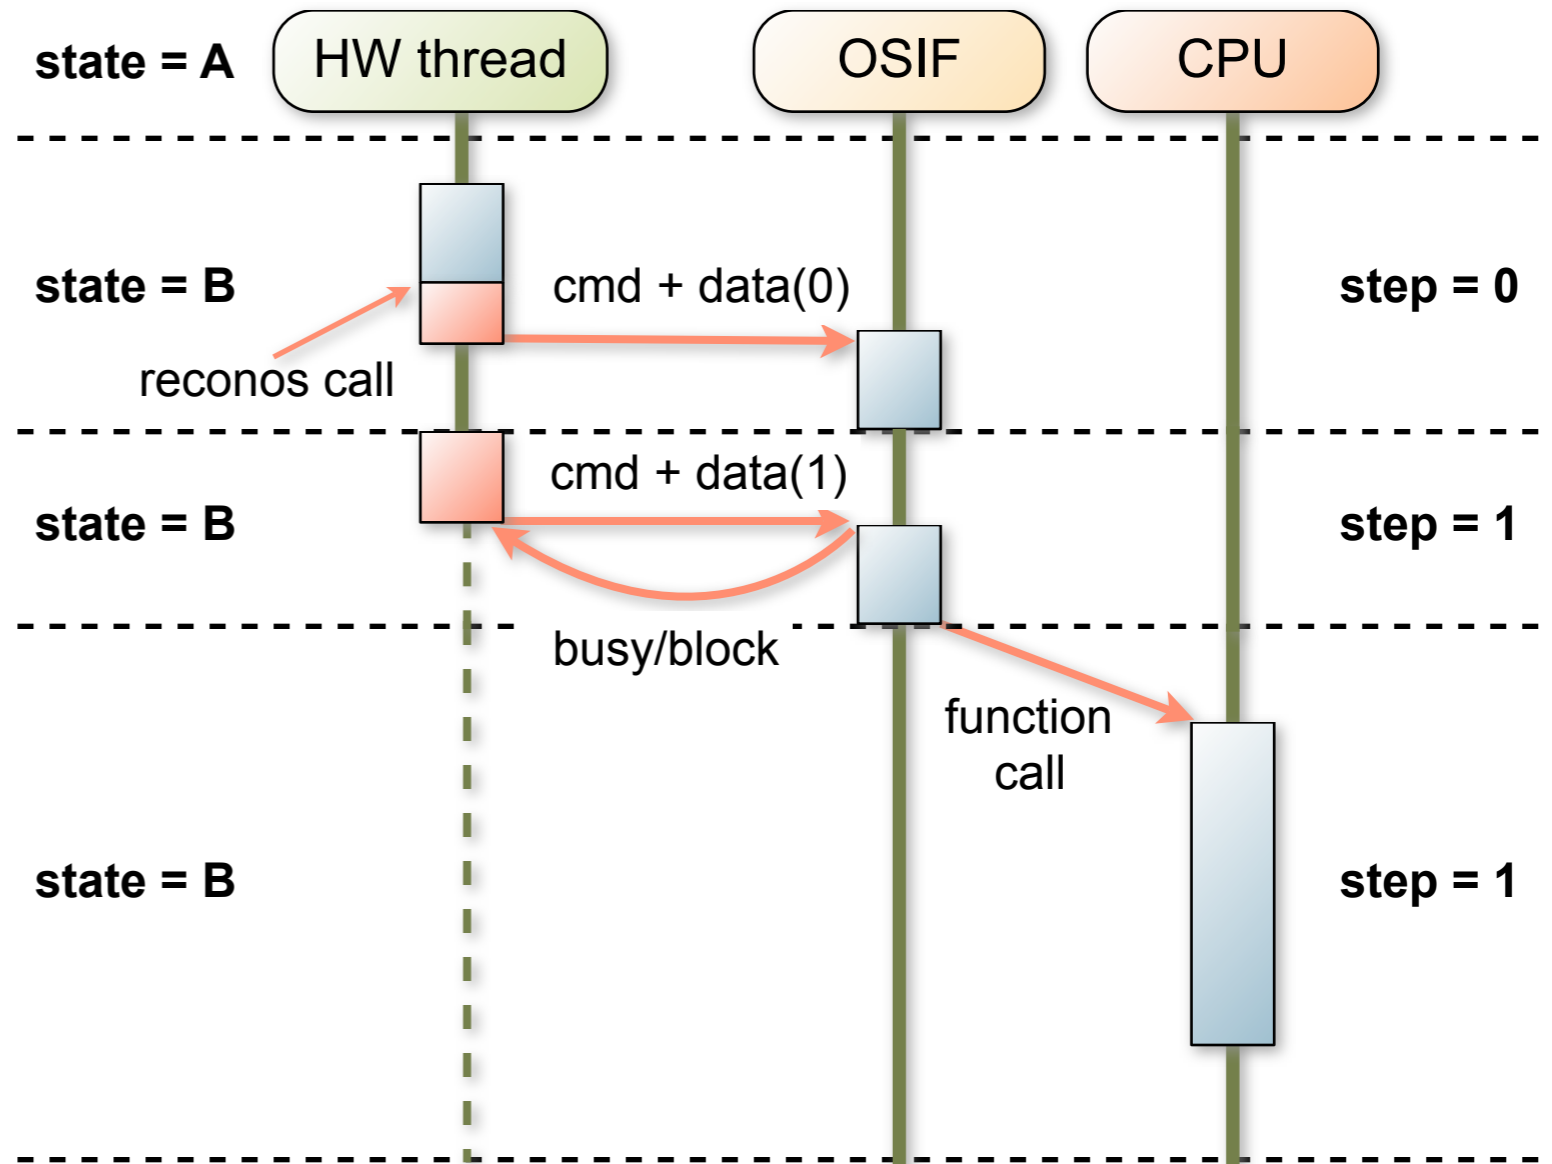 state = A
HW thread
OSIF
CPU
state = B
cmd + data(0)
step = 0
reconos call
cmd + data(1)
state = B
step = 1
busy/block
function
call
state = B
step = 1